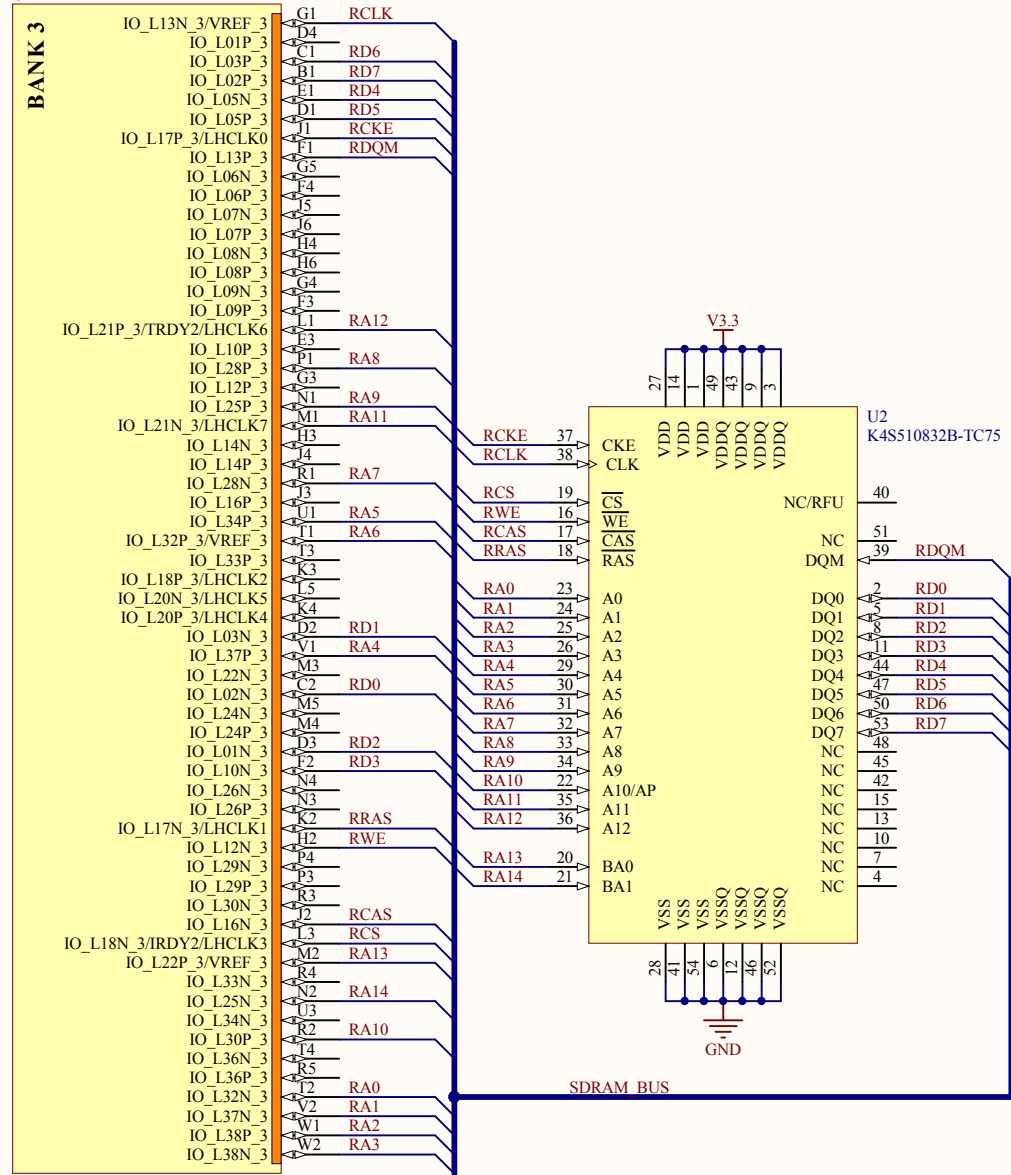 BANK 3
IO_L13N_3/VREF_3 G1 RCLK
IO_L01P_3 D4
IO_L03P_3 C1 RD6
IO_L02P_3 B1 RD7
IO_L05N_3 E1 RD4
IO_L05P_3 D1 RD5
IO_L17P_3/LHCLK0 J1 RCKE
IO_L13P_3 F1 RDQM
IO_L06N_3 G5
IO_L06P_3 F4
IO_L07N_3 J5
IO_L07P_3 J6
IO_L08N_3 H4
IO_L08P_3 H6
IO_L09N_3 G4
IO_L09P_3 F3
IO_L21P_3/TRDY2/LHCLK6 L1 RA12
IO_L10P_3 E3
IO_L28P_3 P1 RA8
IO_L12P_3 G3
IO_L25P_3 N1 RA9
IO_L21N_3/LHCLK7 M1 RA11
IO_L14N_3 H3
IO_L14P_3 J4
IO_L28N_3 R1 RA7
IO_L16P_3 J3
IO_L34P_3 U1 RA5
IO_L32P_3/VREF_3 T1 RA6
IO_L33P_3 T3
IO_L18P_3/LHCLK2 K3
IO_L20N_3/LHCLK5 L5
IO_L20P_3/LHCLK4 K4
IO_L03N_3 D2 RD1
IO_L37P_3 V1 RA4
IO_L22N_3 M3
IO_L02N_3 C2 RD0
IO_L24N_3 M5
IO_L24P_3 M4
IO_L01N_3 D3 RD2
IO_L10N_3 F2 RD3
IO_L26N_3 N4
IO_L26P_3 N3
IO_L17N_3/LHCLK1 K2 RRAS
IO_L12N_3 H2 RWE
IO_L29N_3 P4
IO_L29P_3 P3
IO_L30N_3 R3
IO_L16N_3 J2 RCAS
IO_L18N_3/IRDY2/LHCLK3 L3 RCS
IO_L22P_3/VREF_3 M2 RA13
IO_L33N_3 R4
IO_L25N_3 N2 RA14
IO_L34N_3 U3
IO_L30P_3 R2 RA10
IO_L36N_3 T4
IO_L36P_3 R5
IO_L32N_3 T2 RA0
IO_L37N_3 V2 RA1
IO_L38P_3 W1 RA2
IO_L38N_3 W2 RA3
V3.3
27 14 1 49 43 9 3
VDD VDD VDD VDDQ VDDQ VDDQ VDDQ
U2
K4S510832B-TC75
RCKE 37 CKE
RCLK 38 CLK
RCS 19 CS
RWE 16 WE
RCAS 17 CAS
RRAS 18 RAS
RA0 23 A0
RA1 24 A1
RA2 25 A2
RA3 26 A3
RA4 29 A4
RA5 30 A5
RA6 31 A6
RA7 32 A7
RA8 33 A8
RA9 34 A9
RA10 22 A10/AP
RA11 35 A11
RA12 36 A12
RA13 20 BA0
RA14 21 BA1
NC/RFU 40
NC 51
DQM 39 RDQM
DQ0 2 RD0
DQ1 5 RD1
DQ2 8 RD2
DQ3 11 RD3
DQ4 44 RD4
DQ5 47 RD5
DQ6 50 RD6
DQ7 53 RD7
NC 48
NC 45
NC 42
NC 15
NC 13
NC 10
NC 7
NC 4
VSS VSS VSS VSSQ VSSQ VSSQ VSSQ
28 41 54 6 12 46 52
GND
SDRAM_BUS